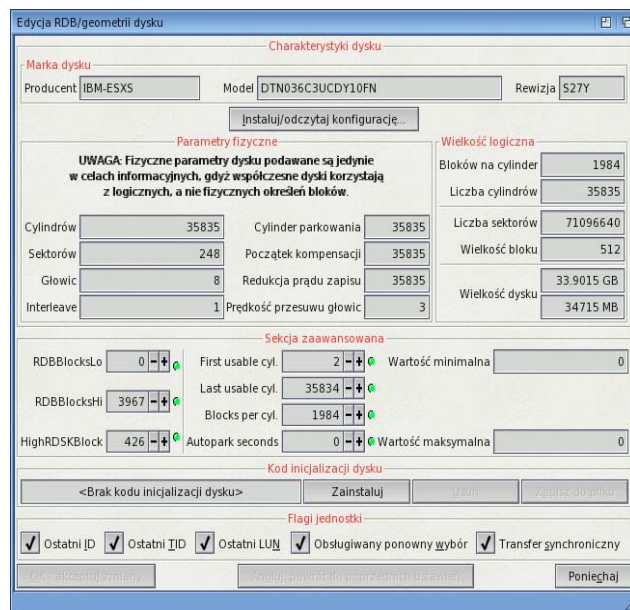 Edycja RDB/geometrii dysku
Charakterystyki dysku
Marka dysku
Producent IBM-ESXS Model DTN036C3UCDY10FN Rewizja S27Y
Instaluj/odczytaj konfigurację...
Parametry fizyczne
UWAGA: Fizyczne parametry dysku podawane są jedynie
w celach informacyjnych, gdyż współczesne dyski korzystają
z logicznych, a nie fizycznych określeń bloków.
Cylindrów 35835 Cylinder parkowania 35835
Sektorów 248 Początek kompensacji 35835
Głowic 8 Redukcja prądu zapisu 35835
Interleave 1 Prędkość przesuwu głowic 3
Wielkość logiczna
Bloków na cylinder 1984
Liczba cylindrów 35835
Liczba sektorów 71096640
Wielkość bloku 512
Wielkość dysku 33.9015 GB
34715 MB
Sekcja zaawansowana
RDBBlocksLo 0 - + First usable cyl. 2 - + Wartość minimalna 0
Last usable cyl. 35834 - +
RDBBlocksHi 3967 - +
Blocks per cyl. 1984 - +
HighRDSKBlock 426 - + Autopark seconds 0 - + Wartość maksymalna 0
Kod inicjalizacji dysku
<Brak kodu inicjalizacji dysku> Zainstaluj Usuń Zapisz do pliku
Flagi jednostki
Ostatni ID Ostatni TID Ostatni LUN Obsługiwany ponowny wybór Transfer synchroniczny
OK - akceptuj zmiany Anuluj powrót do poprzednich ustawień Poniechaj